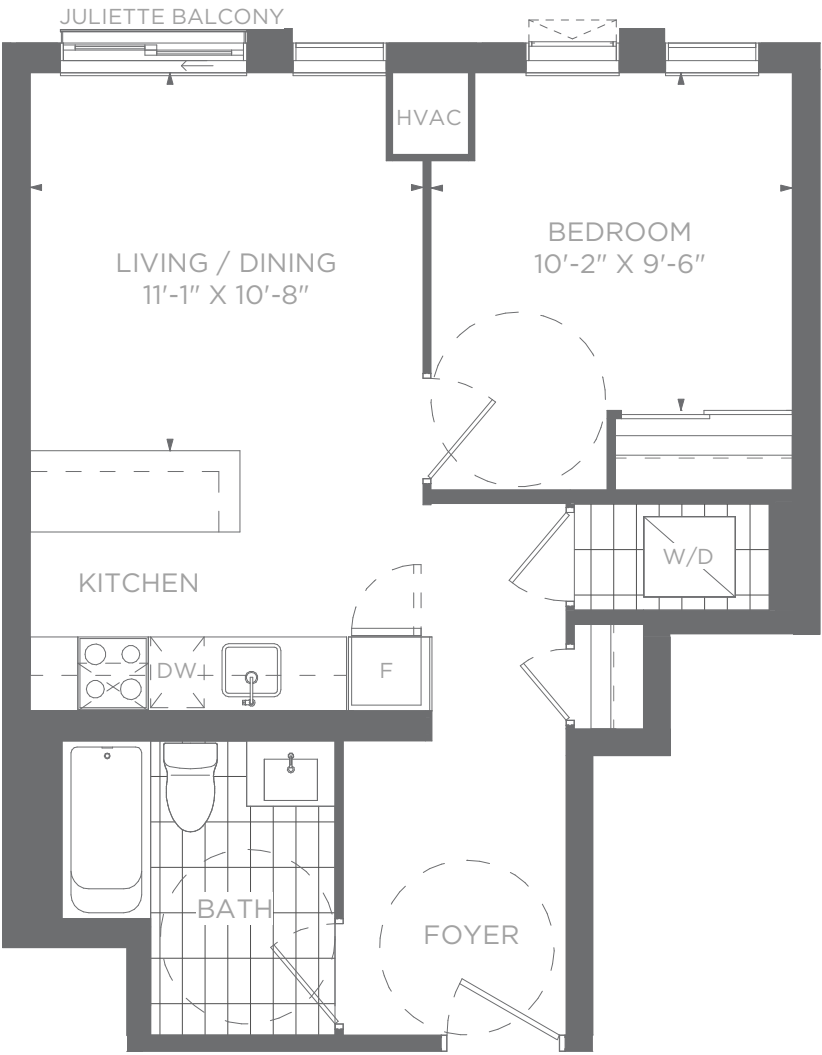 JULIETTE BALCONY
HVAC
LIVING / DINING
11'-1" X 10'-8"
BEDROOM
10'-2" X 9'-6"
KITCHEN
W/D
DW
F
BATH
FOYER